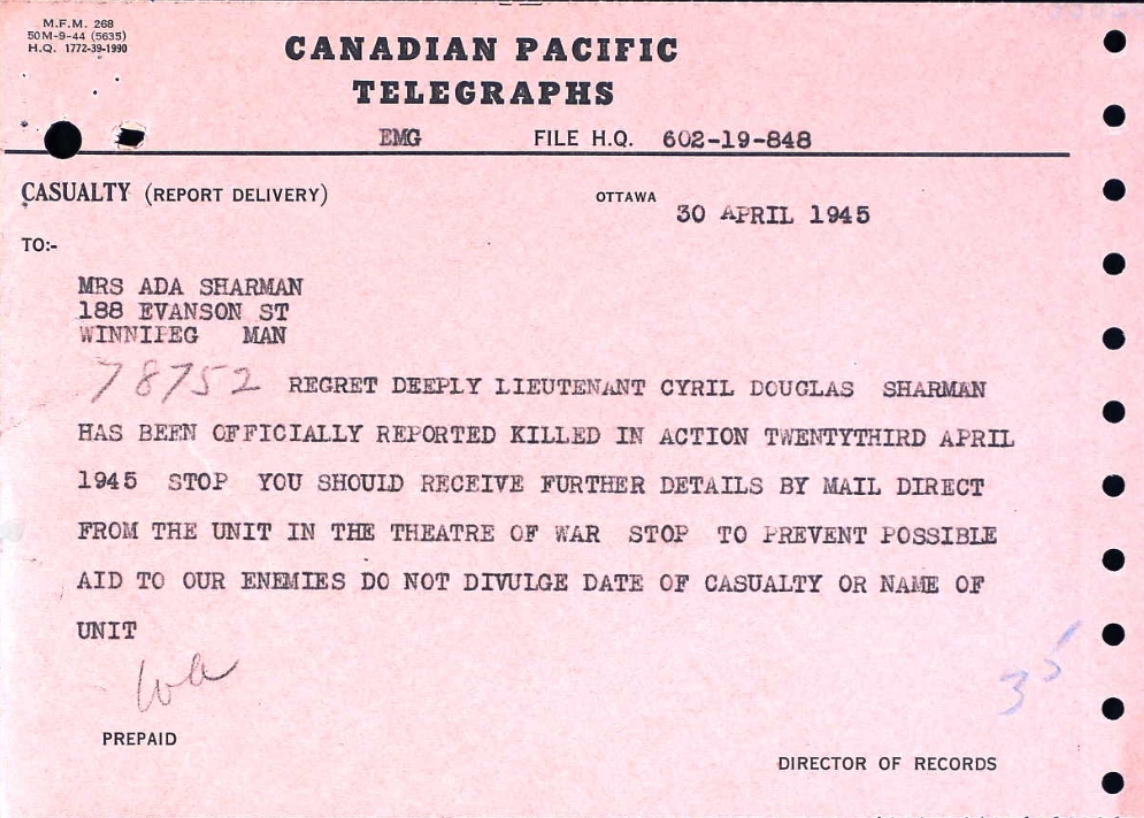 M.F.M. 268
50M-9-44 (5635)
H.Q. 1772-39-1990
CANADIAN PACIFIC
TELEGRAPHS
EMG FILE H.Q. 602-19-848
CASUALTY (REPORT DELIVERY) OTTAWA 30 APRIL 1945
TO:-
MRS ADA SHARMAN
188 EVANSON ST
WINNIPEG MAN
78752 REGRET DEEPLY LIEUTENANT CYRIL DOUGLAS SHARMAN
HAS BEEN OFFICIALLY REPORTED KILLED IN ACTION TWENTYTHIRD APRIL
1945 STOP YOU SHOULD RECEIVE FURTHER DETAILS BY MAIL DIRECT
FROM THE UNIT IN THE THEATRE OF WAR STOP TO PREVENT POSSIBLE
AID TO OUR ENEMIES DO NOT DIVULGE DATE OF CASUALTY OR NAME OF
UNIT
35
PREPAID
DIRECTOR OF RECORDS